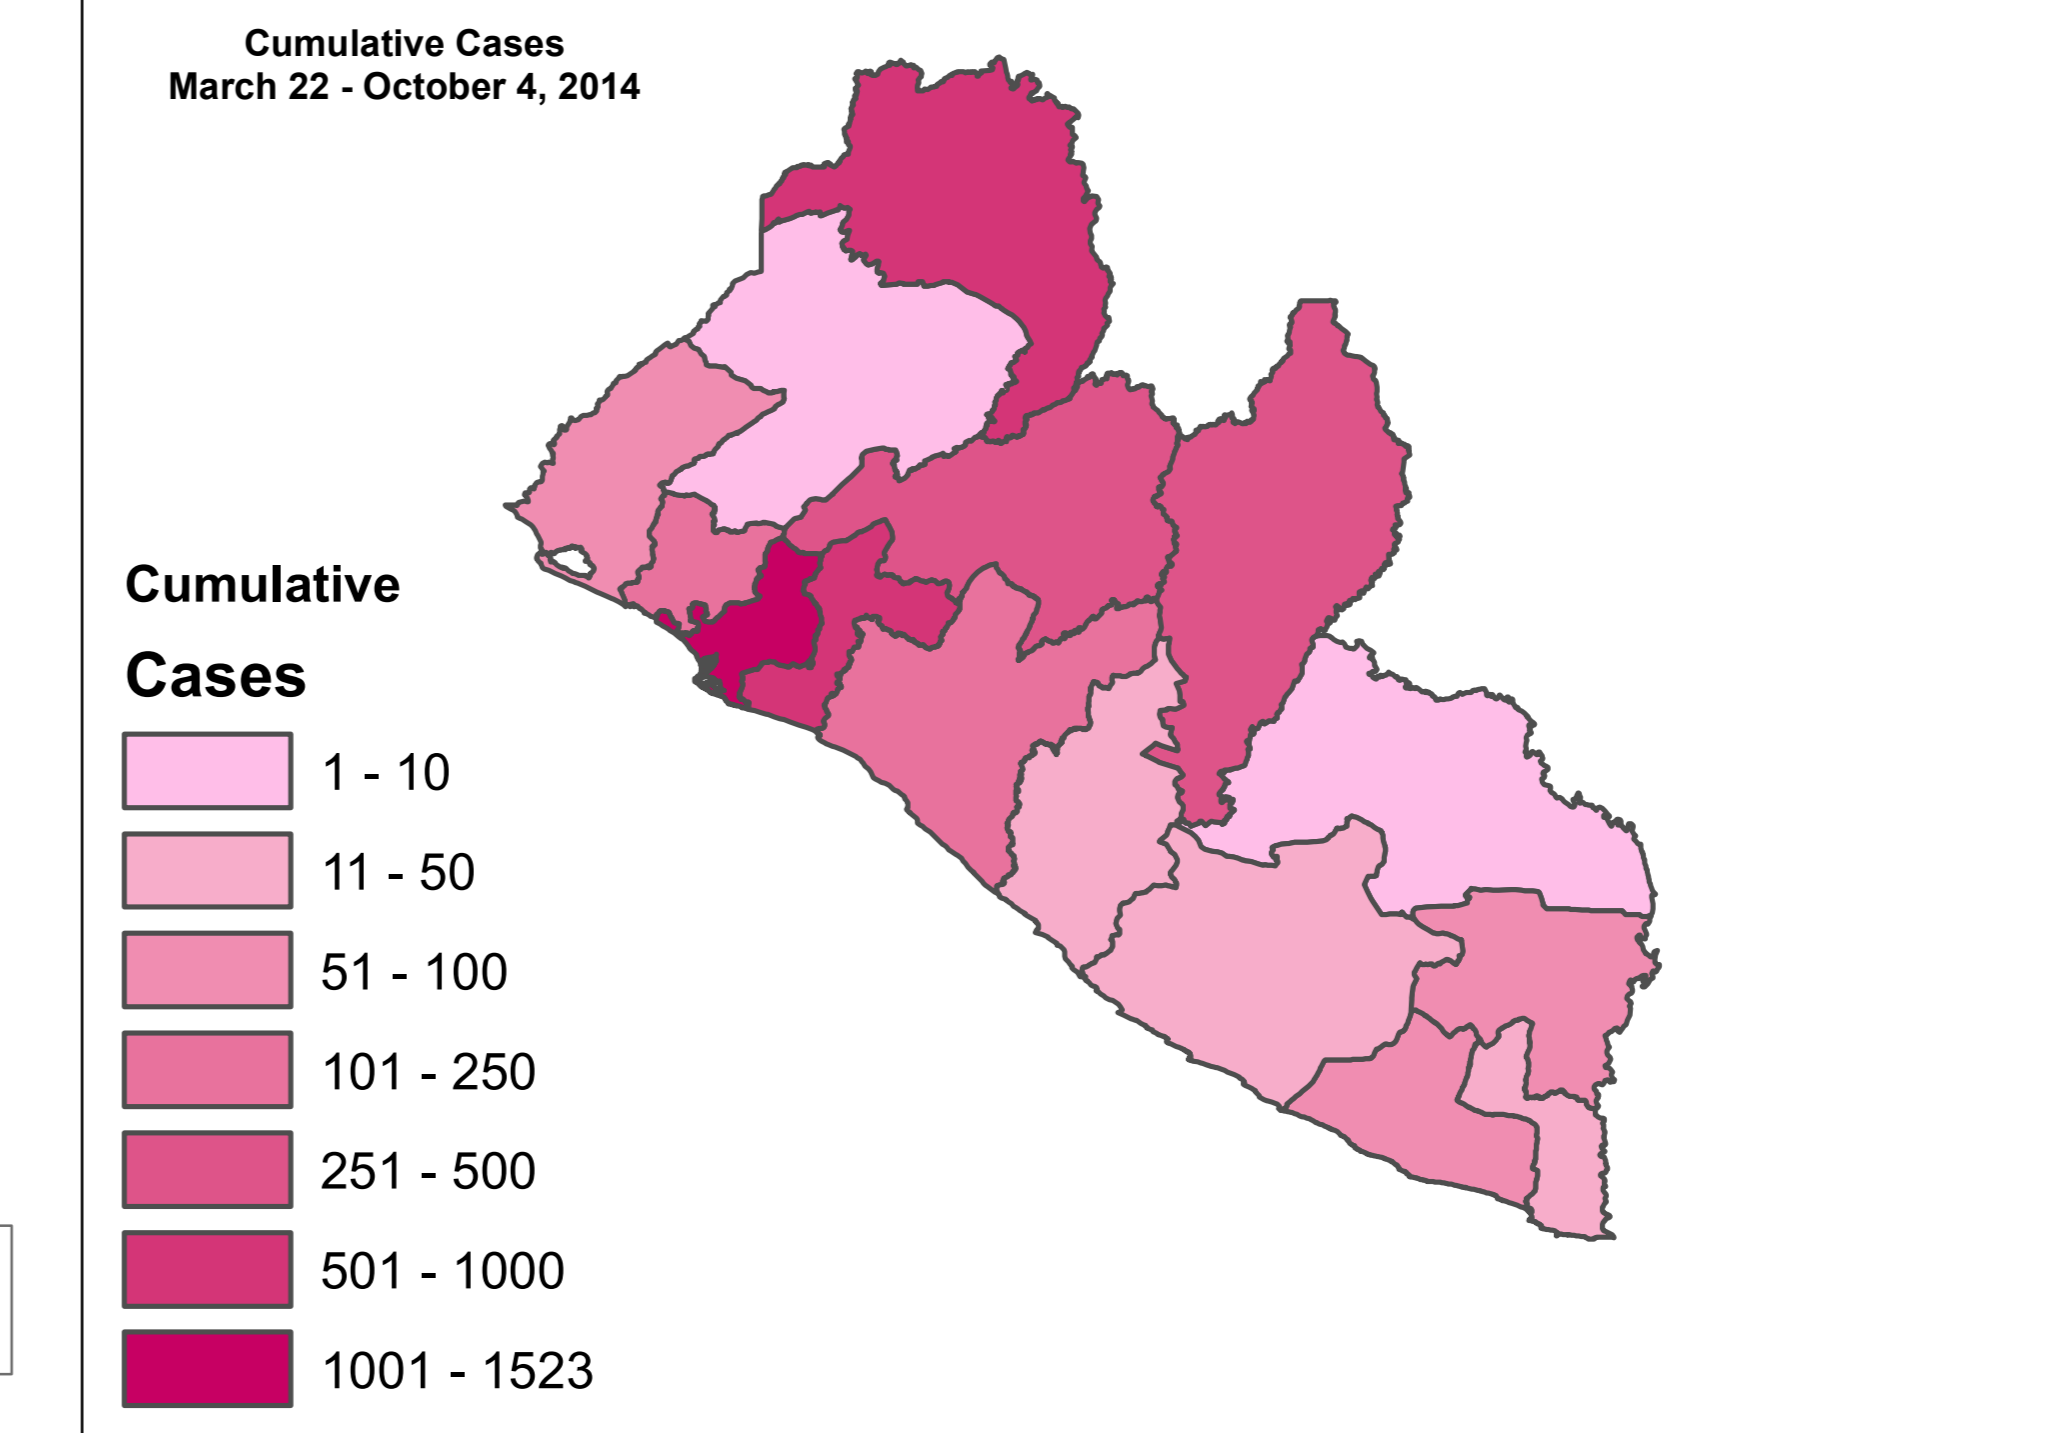 Cumulative Cases
March 22 - October 4, 2014
Cumulative
Cases
1 - 10
11 - 50
51 - 100
101 - 250
251 - 500
501 - 1000
1001 - 1523